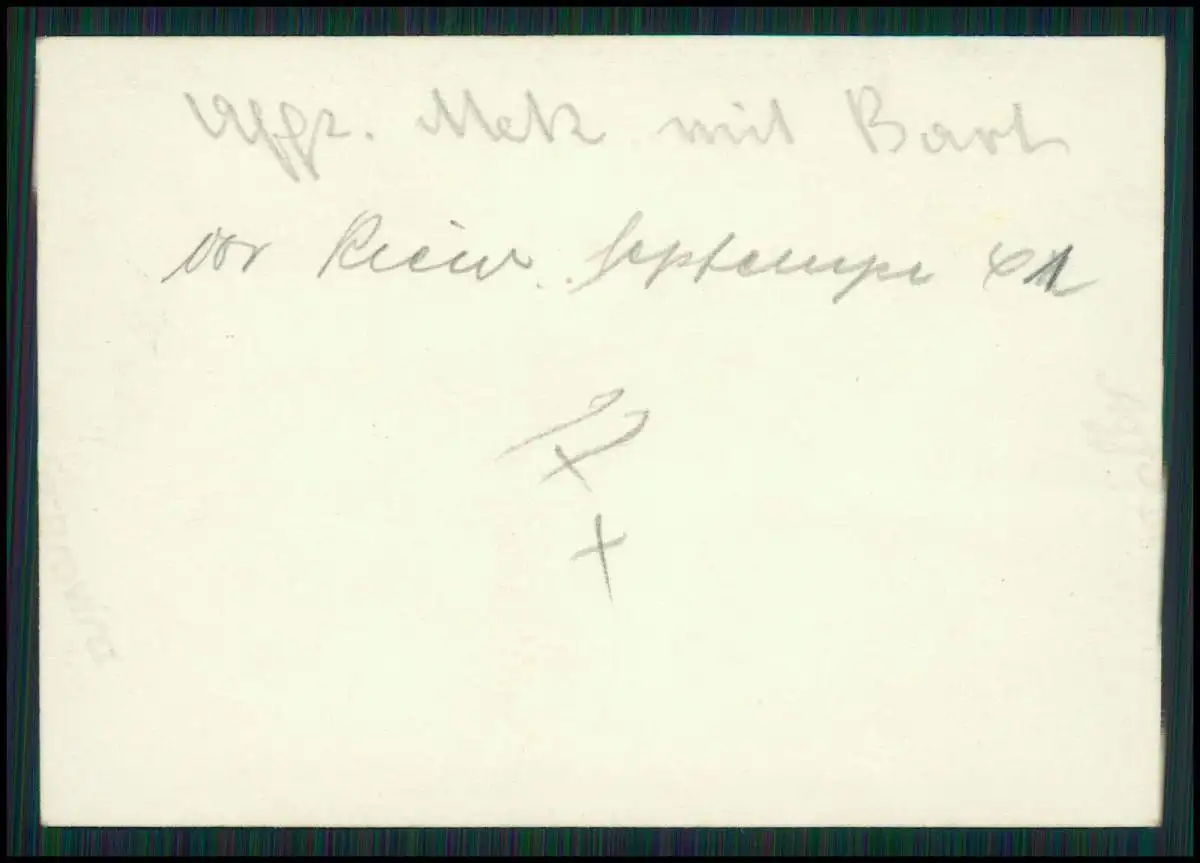 Uffz. Metz mit Bart
vor Kiew. September 41